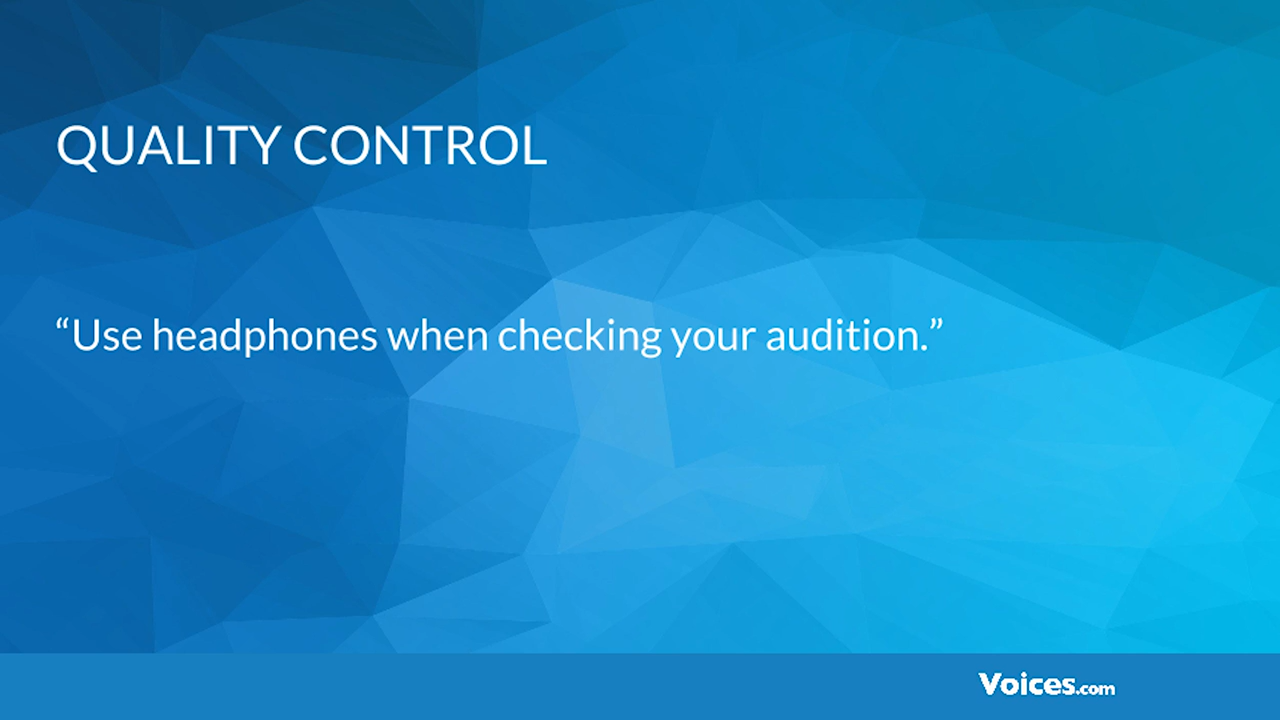 QUALITY CONTROL
“Use headphones when checking your audition.”
Voices.com